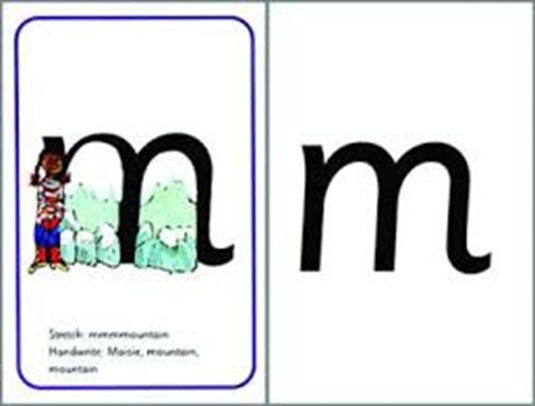 m
Stretch: mmmmountain
Handwrite: Maisie, mountain,
mountain
m